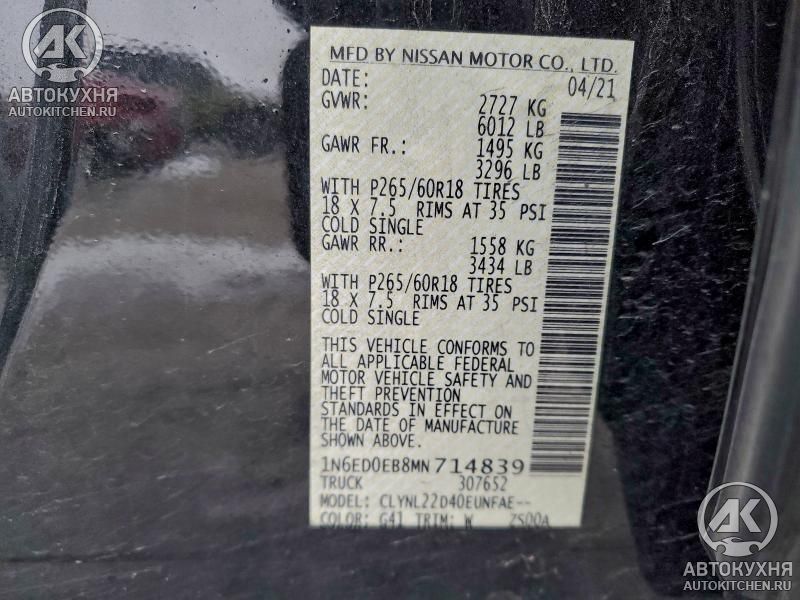 АК
АВТОКУХНЯ
AUTOKITCHEN.RU
MFD BY NISSAN MOTOR CO., LTD.
DATE: 04/21
GVWR: 2727 KG
6012 LB
GAWR FR.: 1495 KG
3296 LB
WITH P265/60R18 TIRES
18 X 7.5 RIMS AT 35 PSI
COLD SINGLE
GAWR RR.: 1558 KG
3434 LB
WITH P265/60R18 TIRES
18 X 7.5 RIMS AT 35 PSI
COLD SINGLE
THIS VEHICLE CONFORMS TO
ALL APPLICABLE FEDERAL
MOTOR VEHICLE SAFETY AND
THEFT PREVENTION
STANDARDS IN EFFECT ON
THE DATE OF MANUFACTURE
SHOWN ABOVE.
1N6ED0EB8MN714839
TRUCK 307652
MODEL: CLYNL22D40EUNFAE--
COLOR: G41 TRIM: W ZS00A
АК
АВТОКУХНЯ
AUTOKITCHEN.RU